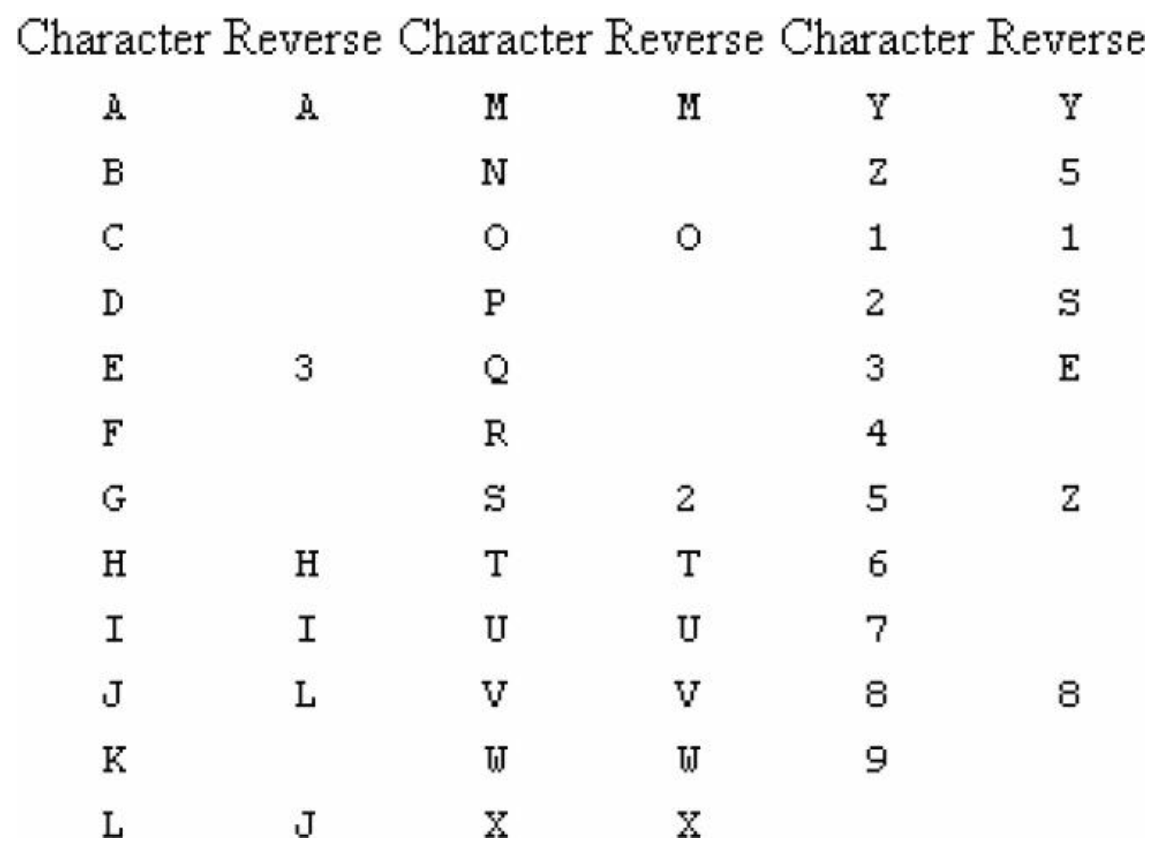 Character Reverse Character Reverse Character Reverse
A A M M Y Y
B N Z 5
C O O 1 1
D P 2 S
E 3 Q 3 E
F R 4
G S 2 5 Z
H H T T 6
I I U U 7
J L V V 8 8
K W W 9
L J X X